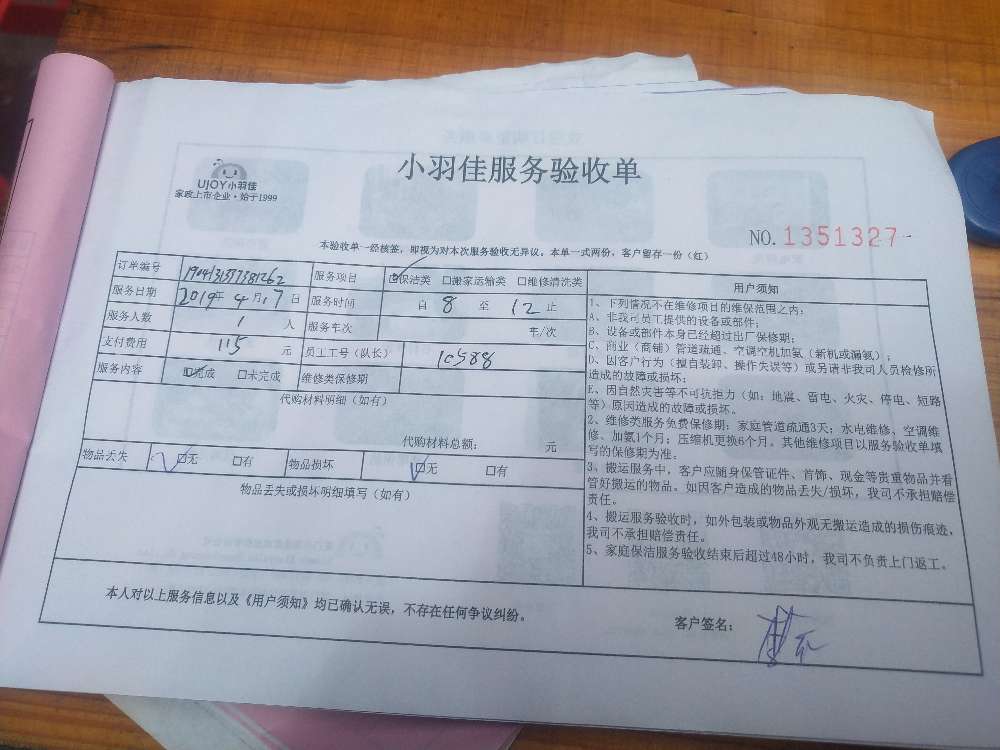 小羽佳服务验收单
UJOY小羽佳
家政上市企业·始于1999
NO. 1351327
本验收单一经核签，即视为对本次服务验收无异议。本单一式两份，客户留存一份（红）
订单编号 服务项目 ☑保洁类 □搬家运输类 □维修清洗类
服务日期 2019年 4月17日 服务时间 自 8 至 12 止
服务人数 1 人 服务车次 车/次
支付费用 115 元 员工工号（队长） 10588
服务内容 ☑完成 □未完成 维修类保修期
代购材料明细（如有）
代购材料总额： 元
物品丢失 ☑无 □有 物品损坏 ☑无 □有
物品丢失或损坏明细填写（如有）
用户须知
1、下列情况不在维修项目的维保范围之内：
A、非我司员工提供的设备或部件；
B、设备或部件本身已经超过出厂保修期；
C、商业（商铺）管道疏通、空调空机加氨（新机或漏氨）；
D、因客户行为（擅自装卸、操作失误等）或另请非我司人员检修所
造成的故障或损坏；
E、因自然灾害等不可抗拒力（如：地震、雷电、火灾、停电、短路
等）原因造成的故障或损坏。
2、维修类服务免费保修期：家庭管道疏通3天；水电维修、空调维
修、加氨1个月；压缩机更换6个月。其他维修项目以服务验收单填
写的保修期为准；
3、搬运服务中，客户应随身保管证件、首饰、现金等贵重物品并看
管好搬运的物品。如因客户造成的物品丢失/损坏，我司不承担赔偿
责任。
4、搬运服务验收时，如外包装或物品外观无搬运造成的损伤痕迹，
我司不承担赔偿责任。
5、家庭保洁服务验收结束后超过48小时，我司不负责上门返工。
本人对以上服务信息以及《用户须知》均已确认无误，不存在任何争议纠纷。
客户签名：